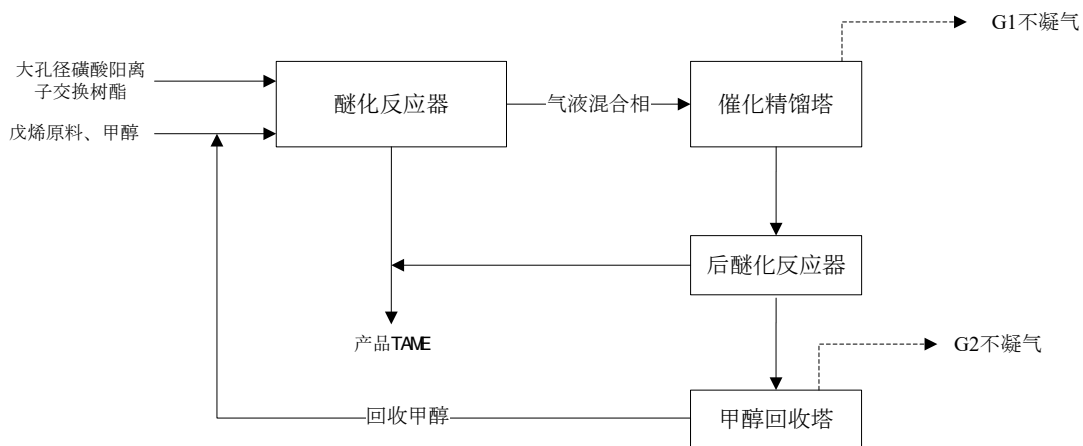 G1不凝气
大孔径磺酸阳离
子交换树酯
醚化反应器
气液混合相
催化精馏塔
戊烯原料、甲醇
后醚化反应器
产品TAME
G2不凝气
回收甲醇
甲醇回收塔